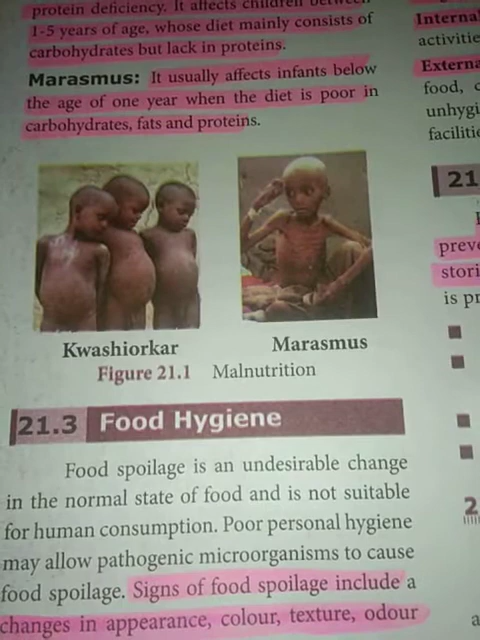 protein deficiency. It affects children between
1-5 years of age, whose diet mainly consists of
carbohydrates but lack in proteins.
Marasmus: It usually affects infants below
the age of one year when the diet is poor in
carbohydrates, fats and proteins.
Kwashiorkar
Marasmus
Figure 21.1 Malnutrition
21.3 Food Hygiene
Food spoilage is an undesirable change
in the normal state of food and is not suitable
for human consumption. Poor personal hygiene
may allow pathogenic microorganisms to cause
food spoilage. Signs of food spoilage include a
changes in appearance, colour, texture, odour
Interna
activitie
Externa
food, c
unhygi
faciliti
21
preve
stori
is pr
2